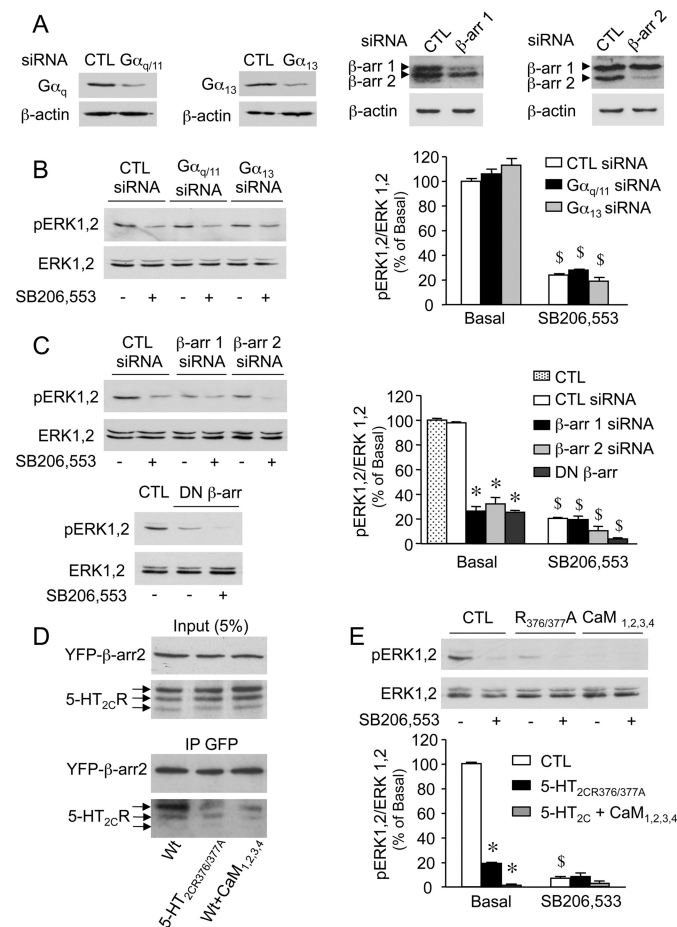 A
siRNA CTL Gαq/11
Gαq
β-actin
siRNA CTL Gα13
Gα13
β-actin
siRNA CTL β-arr 1
β-arr 1
β-arr 2
β-actin
siRNA CTL β-arr 2
β-arr 1
β-arr 2
β-actin
B
CTL siRNA Gαq/11 siRNA Gα13 siRNA
pERK1,2
ERK1,2
SB206,553 - + - + - +
pERK1,2/ERK 1,2
(% of Basal)
120
100
80
60
40
20
0
CTL siRNA
Gαq/11 siRNA
Gα13 siRNA
$ $ $
Basal SB206,553
C
CTL siRNA β-arr 1 siRNA β-arr 2 siRNA
pERK1,2
ERK1,2
SB206,553 - + - + - +
CTL DN β-arr
pERK1,2
ERK1,2
SB206,553 - - +
pERK1,2/ERK 1,2
(% of Basal)
120
100
80
60
40
20
0
CTL
CTL siRNA
β-arr 1 siRNA
β-arr 2 siRNA
DN β-arr
* * *
$ $ $ $
Basal SB206,553
D
Input (5%)
YFP-β-arr2
5-HT2CR
IP GFP
YFP-β-arr2
5-HT2CR
Wt
5-HT2CR376/377A
Wt+CaM1,2,3,4
E
CTL R376/377A CaM 1,2,3,4
pERK1,2
ERK1,2
SB206,553 - + - + - +
pERK1,2/ERK 1,2
(% of Basal)
120
100
80
60
40
20
0
CTL
5-HT2CR376/377A
5-HT2C + CaM1,2,3,4
* *
$
Basal SB206,533